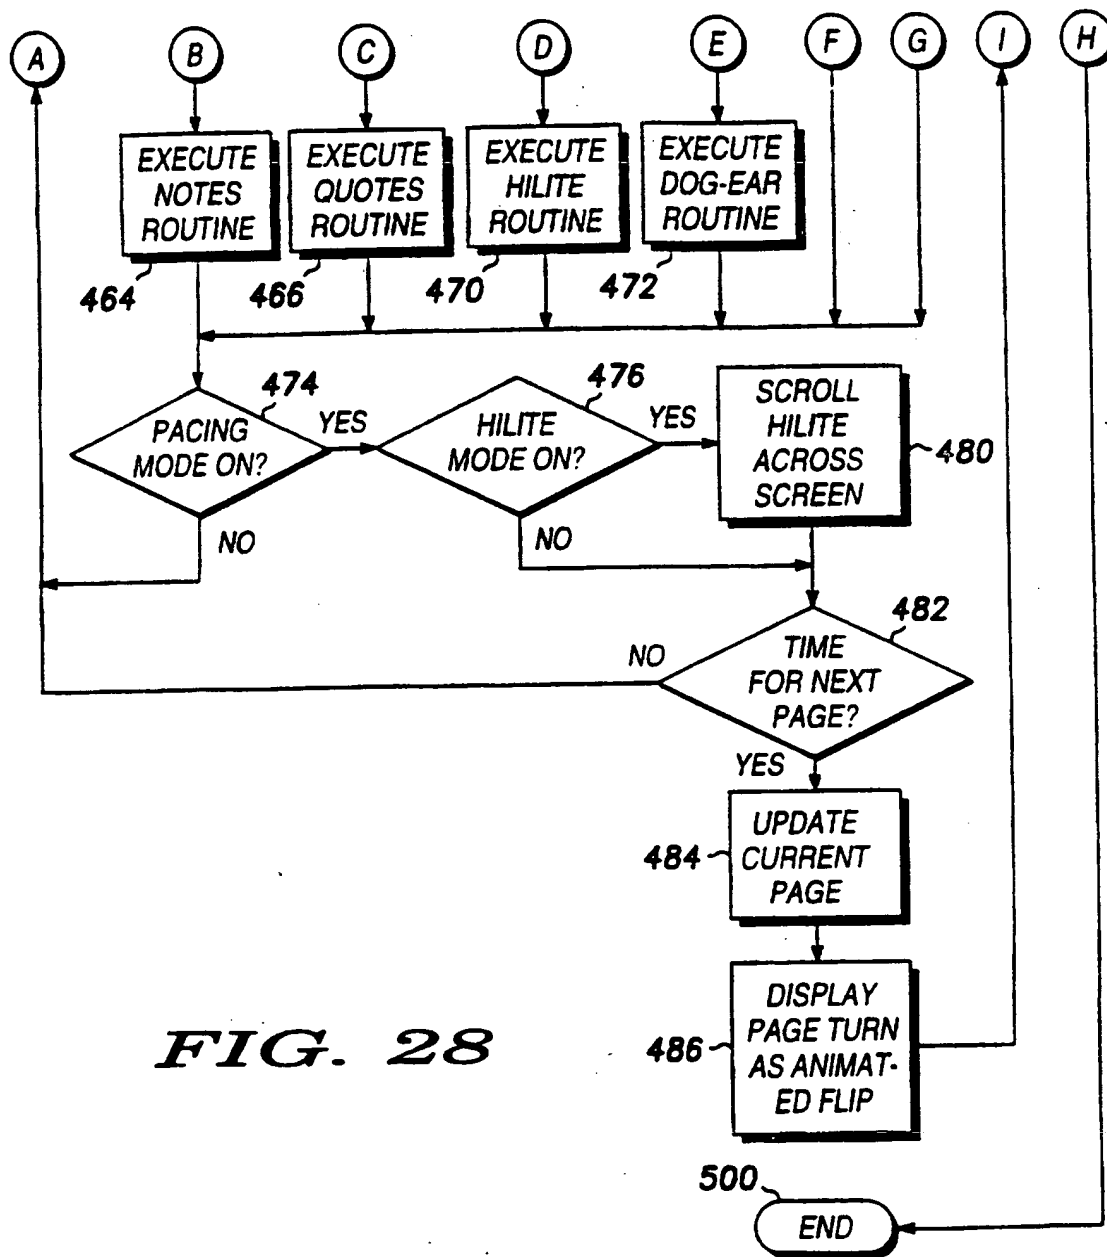 A
B
C
D
E
F
G
I
H
EXECUTE
NOTES
ROUTINE
464
EXECUTE
QUOTES
ROUTINE
466
EXECUTE
HILITE
ROUTINE
470
EXECUTE
DOG-EAR
ROUTINE
472
PACING
MODE ON?
474
YES
NO
HILITE
MODE ON?
476
YES
NO
SCROLL
HILITE
ACROSS
SCREEN
480
TIME
FOR NEXT
PAGE?
482
NO
YES
UPDATE
CURRENT
PAGE
484
DISPLAY
PAGE TURN
AS ANIMAT-
ED FLIP
486
FIG. 28
500
END